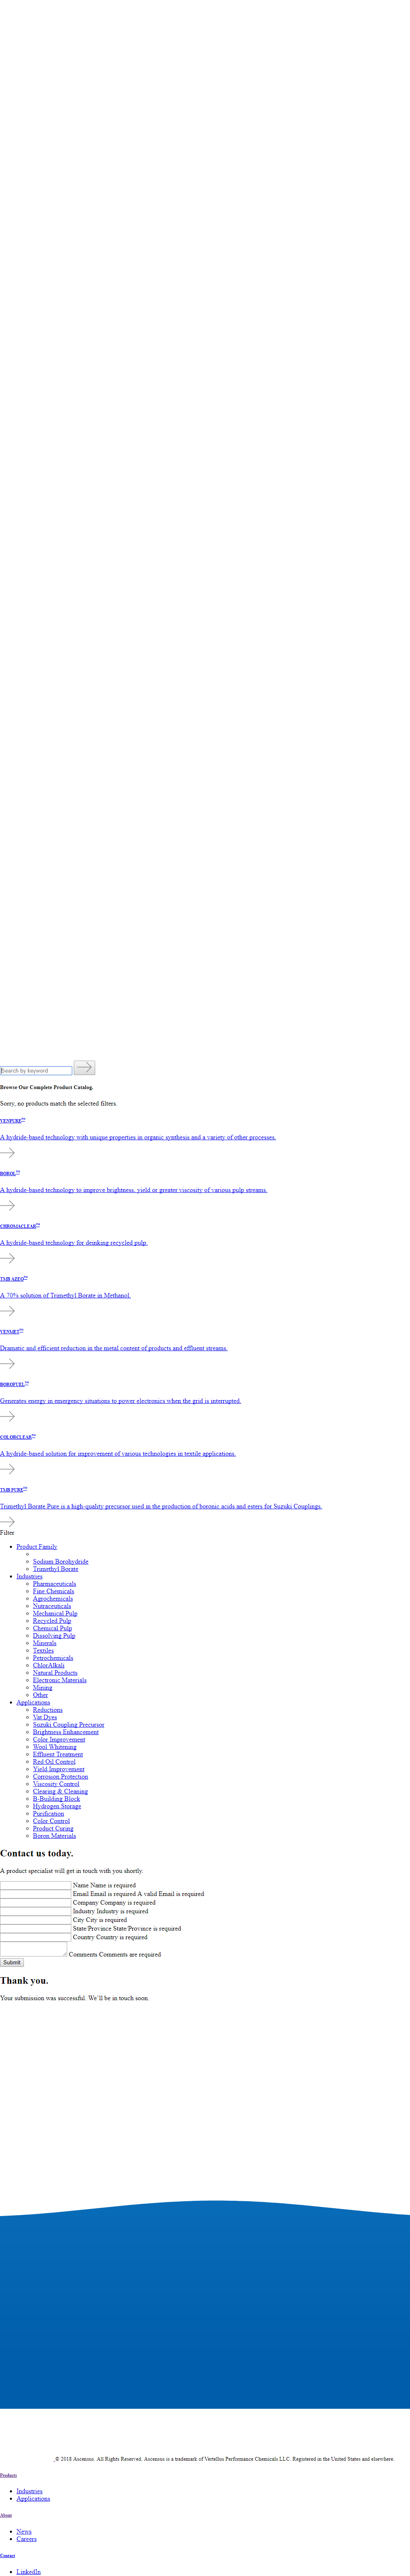 Search by keyword
Browse Our Complete Product Catalog.
Sorry, no products match the selected filters.
VENPURE™
A hydride-based technology with unique properties in organic synthesis and a variety of other processes.
BOROL™
A hydride-based technology to improve brightness, yield or greater viscosity of various pulp streams.
CHROMACLEAR™
A hydride-based technology for deinking recycled pulp.
TMB AZEO™
A 70% solution of Trimethyl Borate in Methanol.
VENMET™
Dramatic and efficient reduction in the metal content of products and effluent streams.
BOROFUEL™
Generates energy in emergency situations to power electronics when the grid is interrupted.
COLORCLEAR™
A hydride-based solution for improvement of various technologies in textile applications.
TMB PURE™
Trimethyl Borate Pure is a high-quality precursor used in the production of boronic acids and esters for Suzuki Couplings.
Filter
Product Family
Sodium Borohydride
Trimethyl Borate
Industries
Pharmaceuticals
Fine Chemicals
Agrochemicals
Nutraceuticals
Mechanical Pulp
Recycled Pulp
Chemical Pulp
Dissolving Pulp
Minerals
Textiles
Petrochemicals
ChlorAlkali
Natural Products
Electronic Materials
Mining
Other
Applications
Reductions
Vat Dyes
Suzuki Coupling Precursor
Brightness Enhancement
Color Improvement
Wool Whitening
Effluent Treatment
Red Oil Control
Yield Improvement
Corrosion Protection
Viscosity Control
Clearing & Cleaning
B-Building Block
Hydrogen Storage
Purification
Color Control
Product Curing
Boron Materials
Contact us today.
A product specialist will get in touch with you shortly.
Name Name is required
Email Email is required A valid Email is required
Company Company is required
Industry Industry is required
City City is required
State/Province State/Province is required
Country Country is required
Comments Comments are required
Submit
Thank you.
Your submission was successful. We'll be in touch soon.
© 2018 Ascensus. All Rights Reserved. Ascensus is a trademark of Vertellus Performance Chemicals LLC. Registered in the United States and elsewhere.
Products
Industries
Applications
About
News
Careers
Contact
LinkedIn